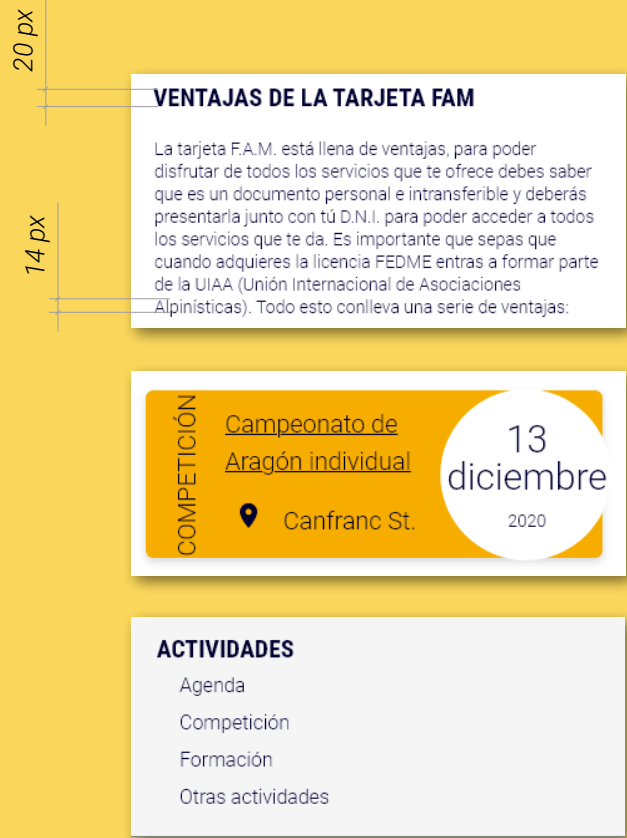 20 px
VENTAJAS DE LA TARJETA FAM
La tarjeta F.A.M. está llena de ventajas, para poder
disfrutar de todos los servicios que te ofrece debes saber
que es un documento personal e intransferible y deberás
presentarla junto con tú D.N.I. para poder acceder a todos
los servicios que te da. Es importante que sepas que
cuando adquieres la licencia FEDME entras a formar parte
de la UIAA (Unión Internacional de Asociaciones
Alpinísticas). Todo esto conlleva una serie de ventajas:
14 px
COMPETICIÓN
Campeonato de
Aragón individual
Canfranc St.
13
diciembre
2020
ACTIVIDADES
Agenda
Competición
Formación
Otras actividades